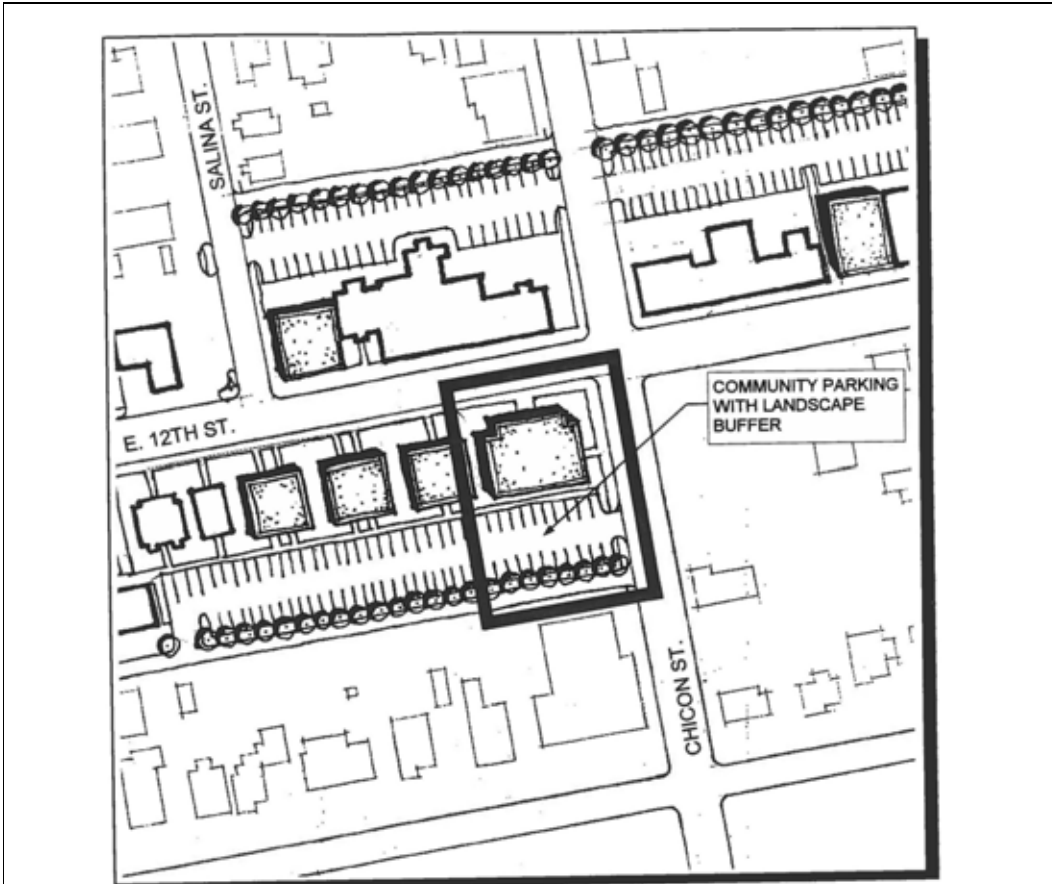 SALINA ST.
E. 12TH ST.
COMMUNITY PARKING
WITH LANDSCAPE
BUFFER
CHICON ST.